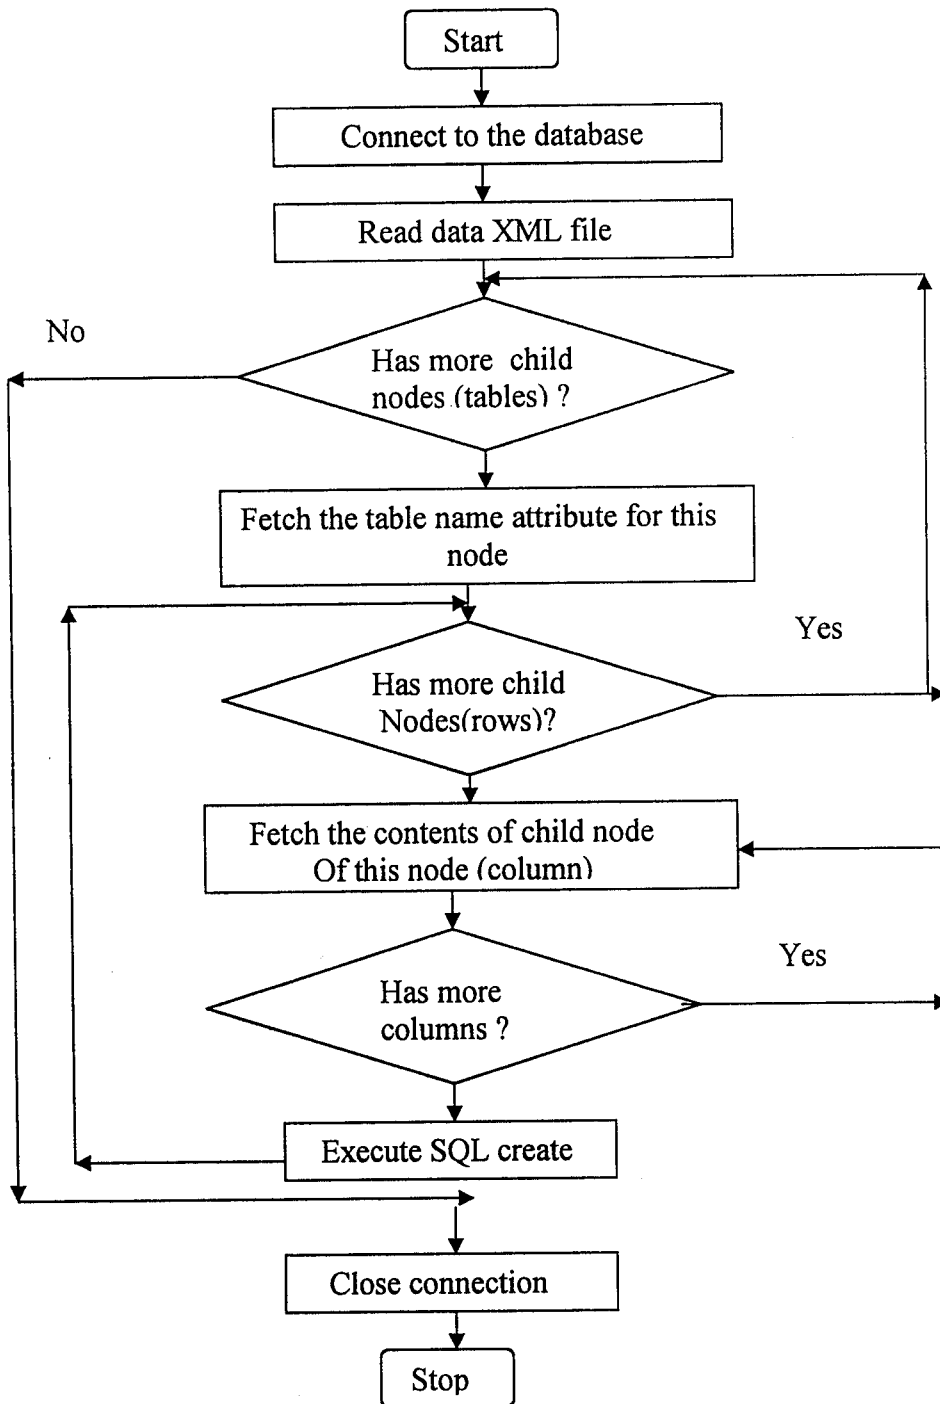 Start
Connect to the database
Read data XML file
No
Has more child
nodes (tables) ?
Fetch the table name attribute for this
node
Yes
Has more child
Nodes(rows)?
Fetch the contents of child node
Of this node (column)
Yes
Has more
columns ?
Execute SQL create
Close connection
Stop